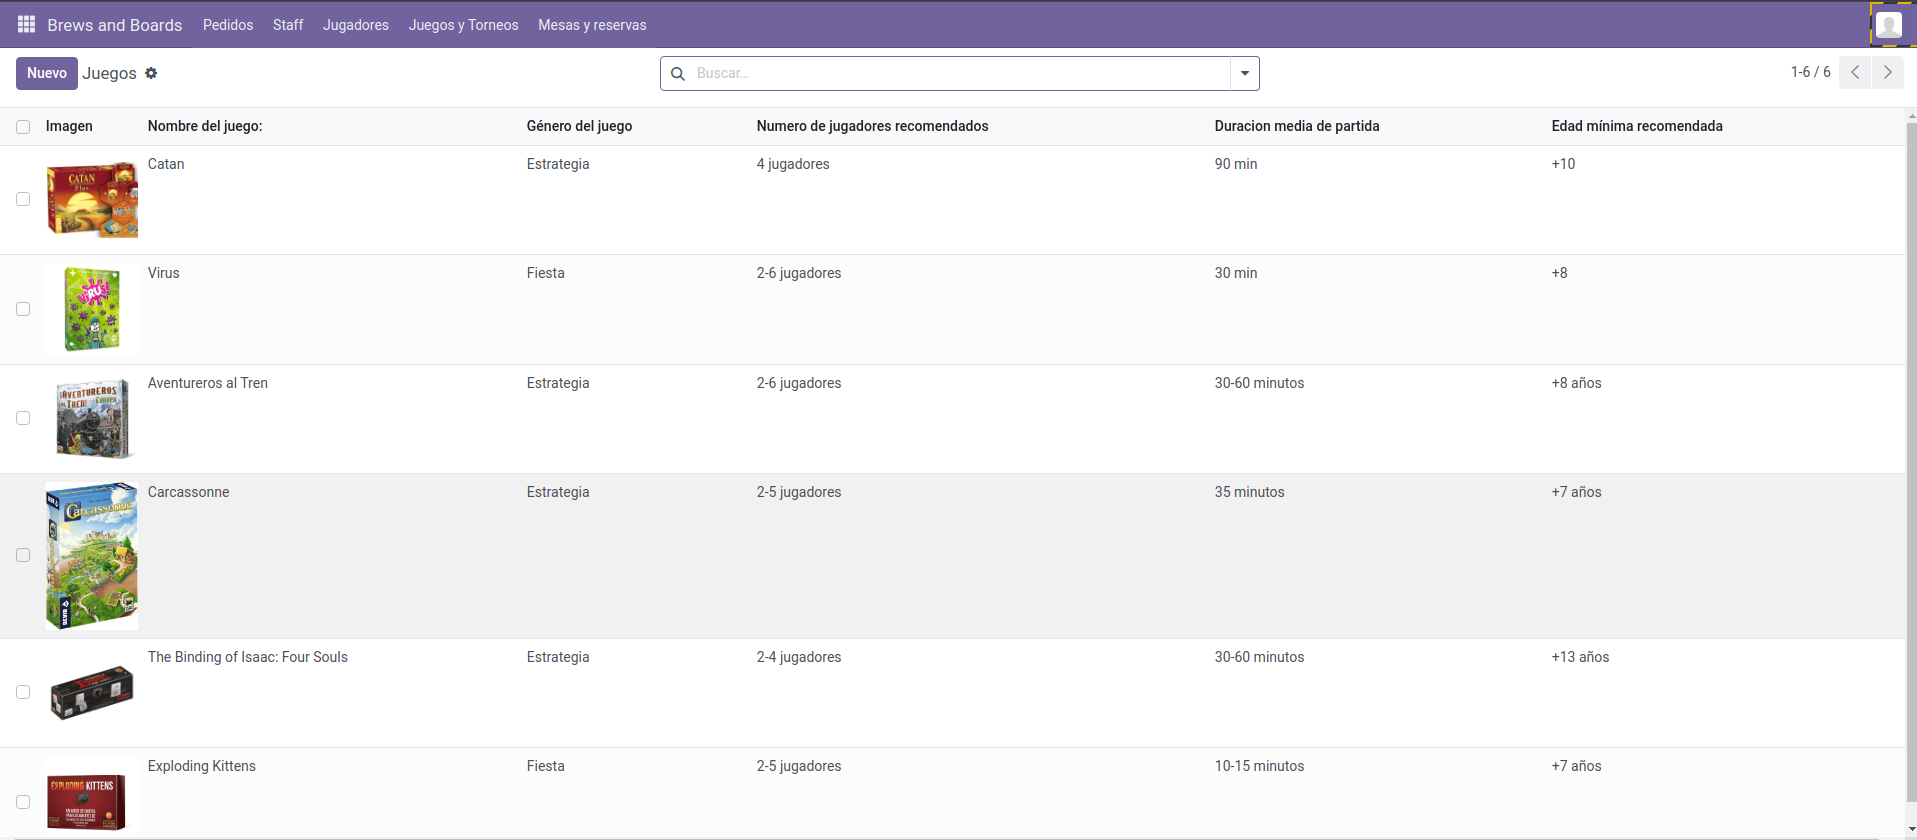 Brews and Boards Pedidos Staff Jugadores Juegos y Torneos Mesas y reservas
Nuevo Juegos Buscar... 1-6 / 6
Imagen Nombre del juego: Género del juego Numero de jugadores recomendados Duracion media de partida Edad mínima recomendada
Catan Estrategia 4 jugadores 90 min +10
CATAN
Plus
Virus Fiesta 2-6 jugadores 30 min +8
VIRUS!
Aventureros al Tren Estrategia 2-6 jugadores 30-60 minutos +8 años
¡AVENTUREROS
AL TREN!
EUROPA
Carcassonne Estrategia 2-5 jugadores 35 minutos +7 años
Carcassonne
DEVIR
The Binding of Isaac: Four Souls Estrategia 2-4 jugadores 30-60 minutos +13 años
Exploding Kittens Fiesta 2-5 jugadores 10-15 minutos +7 años
EXPLODING KITTENS